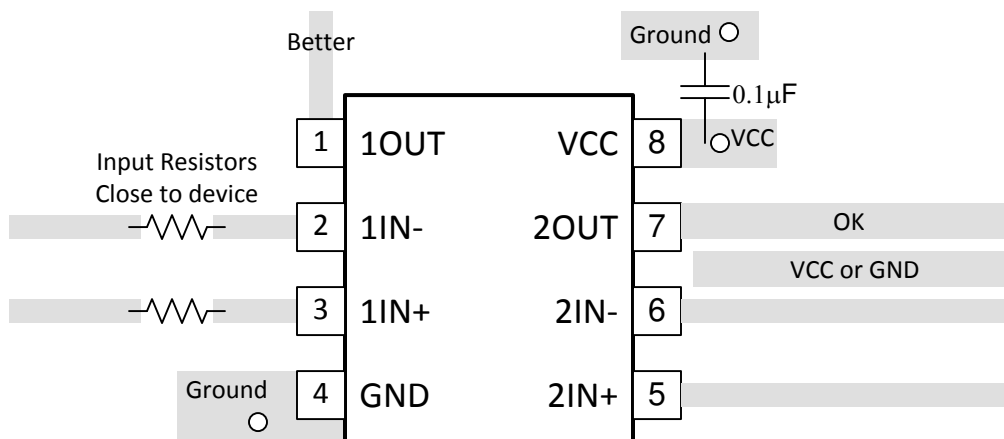 Better
Ground
0.1µF
1 1OUT VCC 8 VCC
Input Resistors
Close to device
2 1IN- 2OUT 7 OK
VCC or GND
3 1IN+ 2IN- 6
Ground
4 GND 2IN+ 5